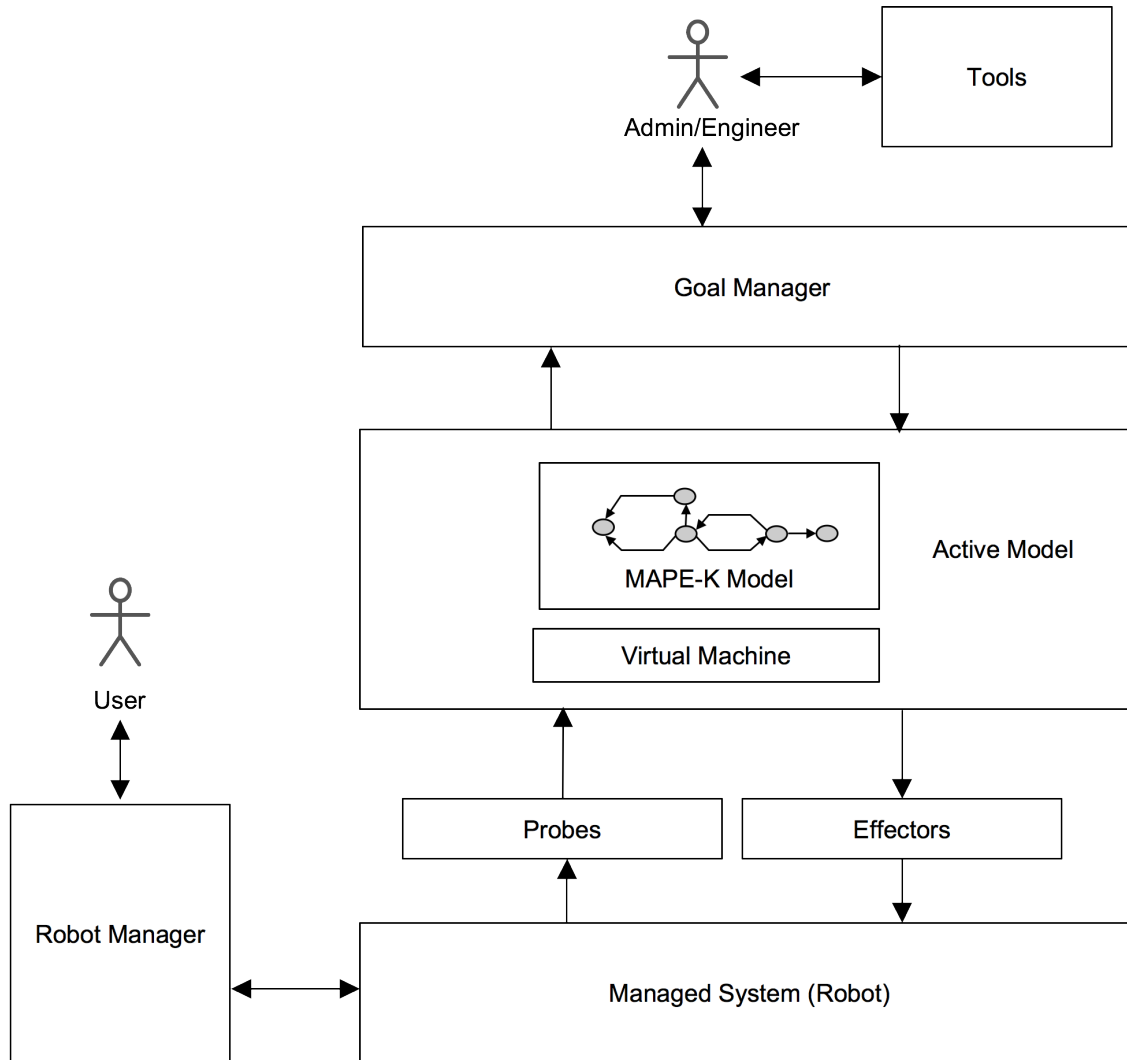 Tools
Admin/Engineer
Goal Manager
Active Model
MAPE-K Model
Virtual Machine
User
Probes
Effectors
Robot Manager
Managed System (Robot)